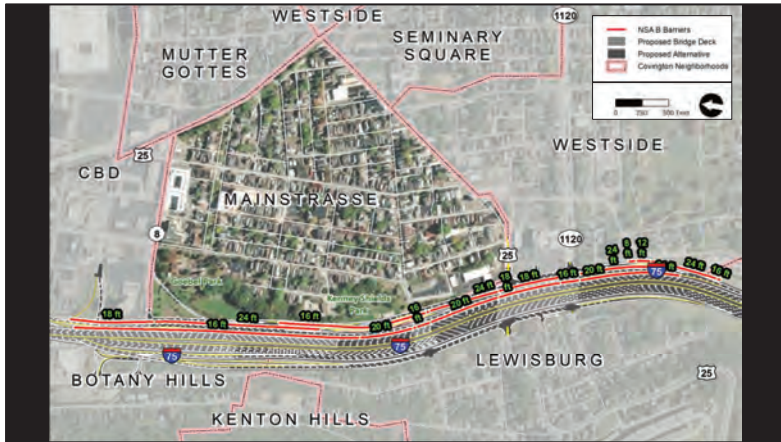 WESTSIDE
1120
MUTTER
GOTTES
SEMINARY
SQUARE
NSA B Barriers
Proposed Bridge Deck
Proposed Alternative
Covington Neighborhoods
0 250 500 Feet
25
CBD
WESTSIDE
MAINSTRASSE
8
25
1120
24 ft
8 ft
12 ft
Goebel Park
Kenney Shields
Park
18 ft
16 ft
24 ft
16 ft
20 ft
16 ft
20 ft
24 ft
18 ft
18 ft
16 ft
20 ft
24 ft
16 ft
75
75
75
LEWISBURG
25
BOTANY HILLS
KENTON HILLS